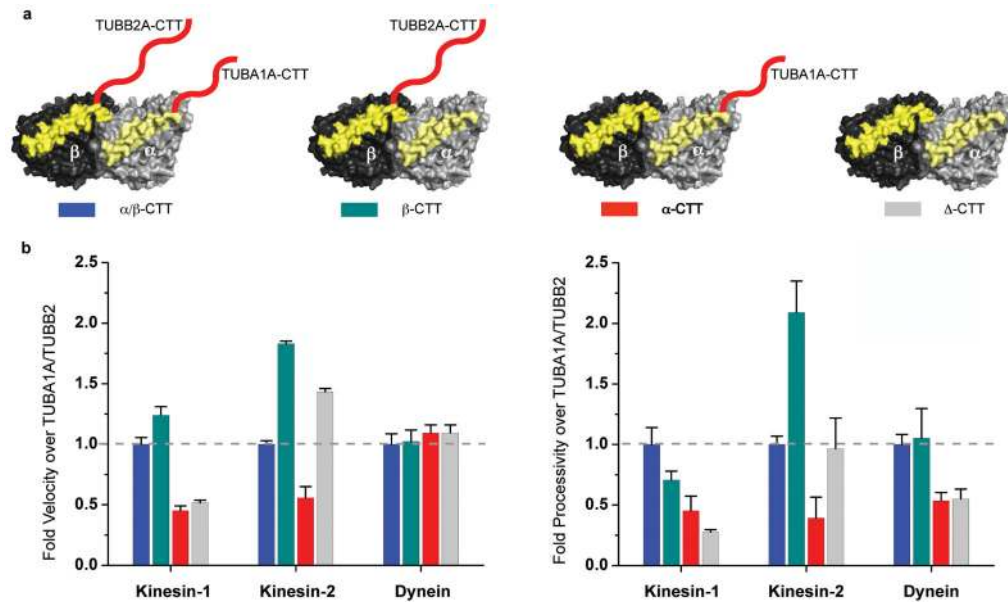 a
TUBB2A-CTT
TUBA1A-CTT
β
α
TUBB2A-CTT
β
α
TUBA1A-CTT
β
α
β
α
α/β-CTT
β-CTT
α-CTT
Δ-CTT
b
Fold Velocity over TUBA1A/TUBB2
2.5
2.0
1.5
1.0
0.5
0.0
Kinesin-1 Kinesin-2 Dynein
Fold Processivity over TUBA1A/TUBB2
2.5
2.0
1.5
1.0
0.5
0.0
Kinesin-1 Kinesin-2 Dynein